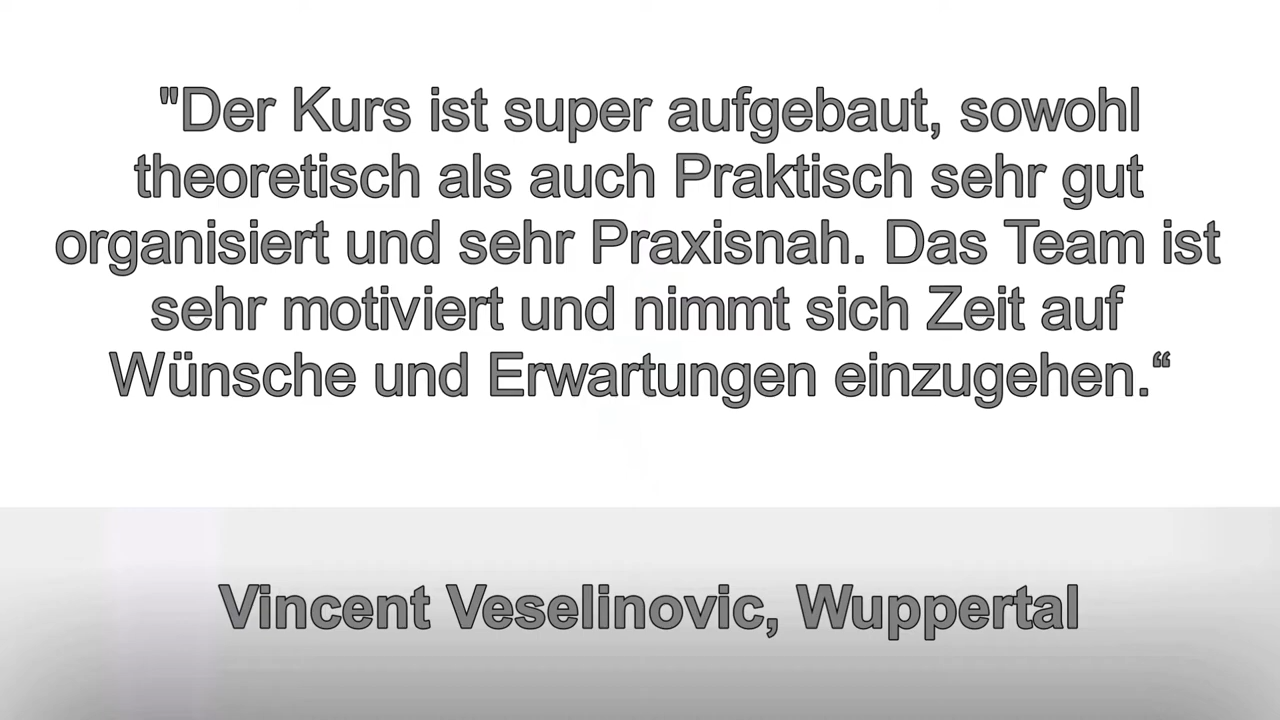 "Der Kurs ist super aufgebaut, sowohl
theoretisch als auch Praktisch sehr gut
organisiert und sehr Praxisnah. Das Team ist
sehr motiviert und nimmt sich Zeit auf
Wünsche und Erwartungen einzugehen.“
Vincent Veselinovic, Wuppertal